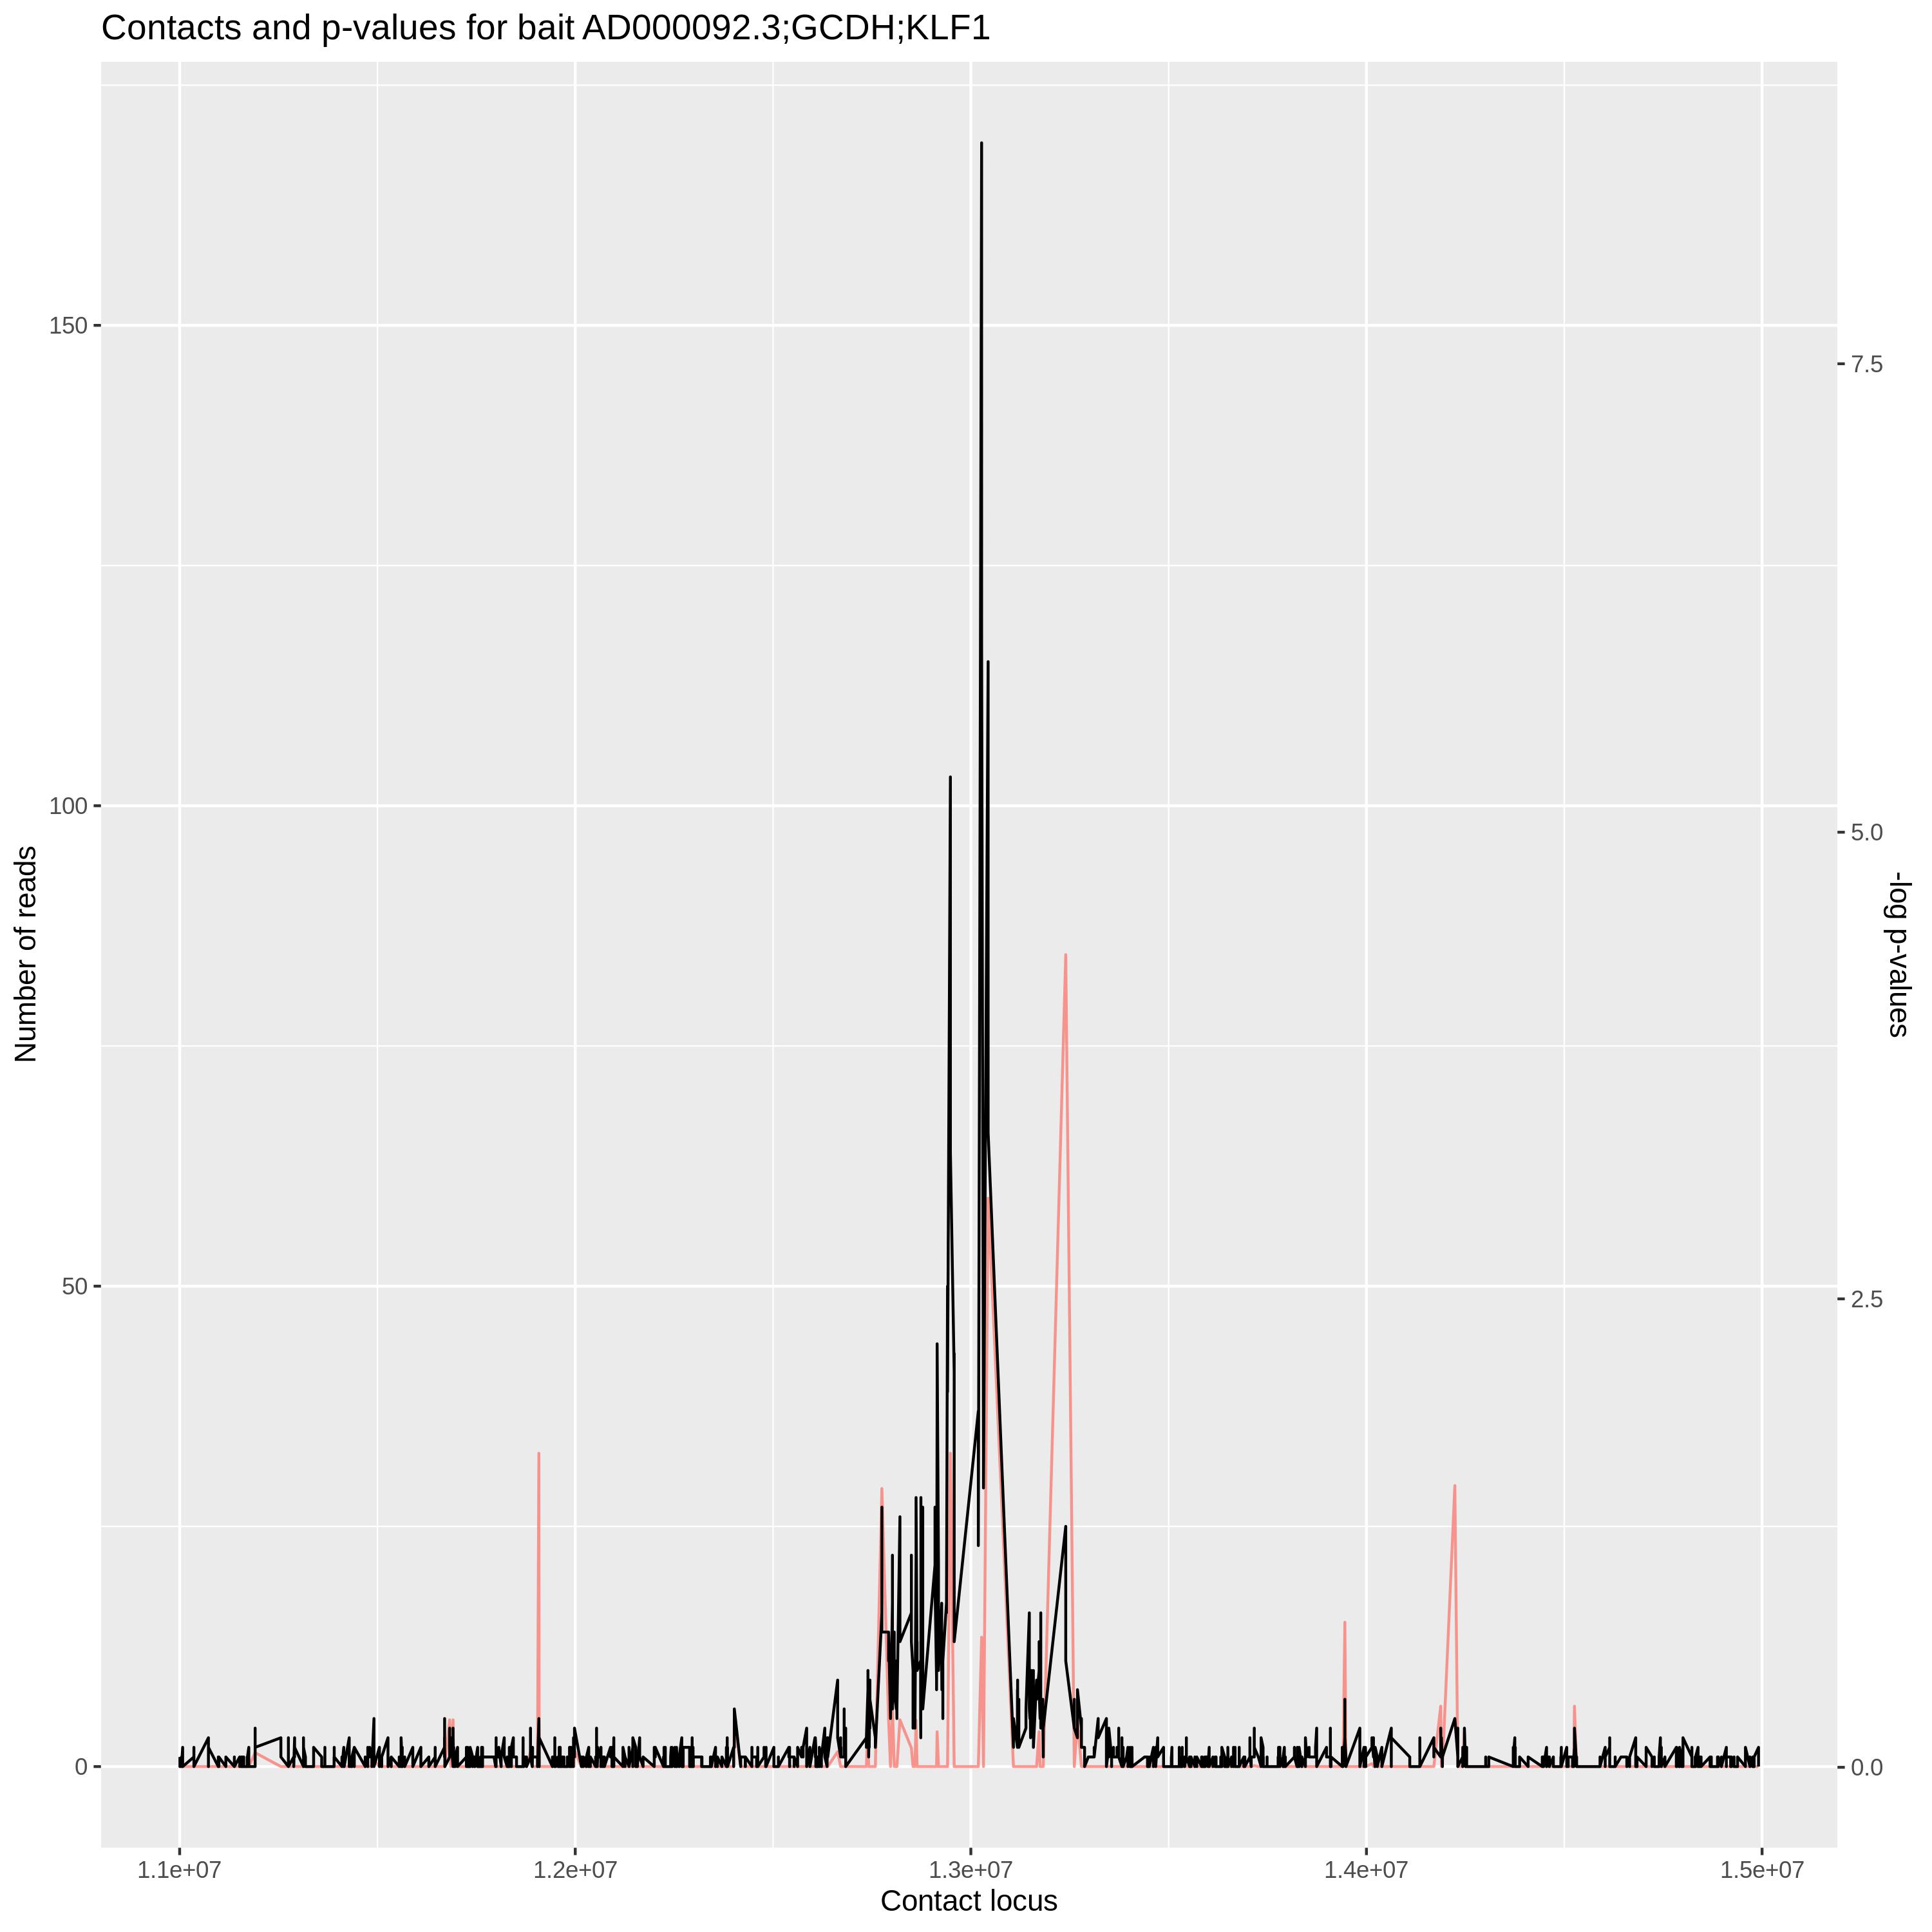 Contacts and p-values for bait AD000092.3;GCDH;KLF1
150
100
50
0
Number of reads
7.5
5.0
2.5
0.0
-log p-values
1.1e+07 1.2e+07 1.3e+07 1.4e+07 1.5e+07
Contact locus